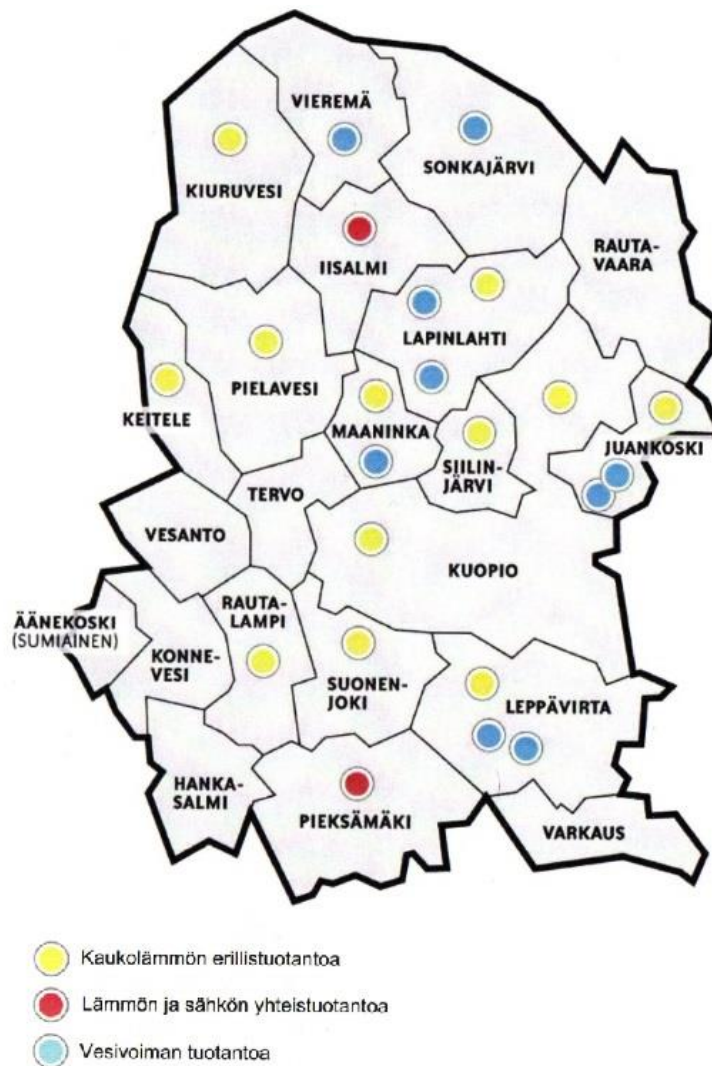 VIEREMÄ
SONKAJÄRVI
KIURUVESI
RAUTA-
VAARA
IISALMI
LAPINLAHTI
PIELAVESI
KEITELE
MAANINKA
JUANKOSKI
SIILIN-
JÄRVI
TERVO
VESANTO
KUOPIO
RAUTA-
LAMPI
ÄÄNEKOSKI
(SUMIAINEN)
KONNE-
VESI
SUONEN-
JOKI
LEPPÄVIRTA
HANKA-
SALMI
PIEKSÄMÄKI
VARKAUS
Kaukolämmön erillistuotantoa
Lämmön ja sähkön yhteistuotantoa
Vesivoiman tuotantoa